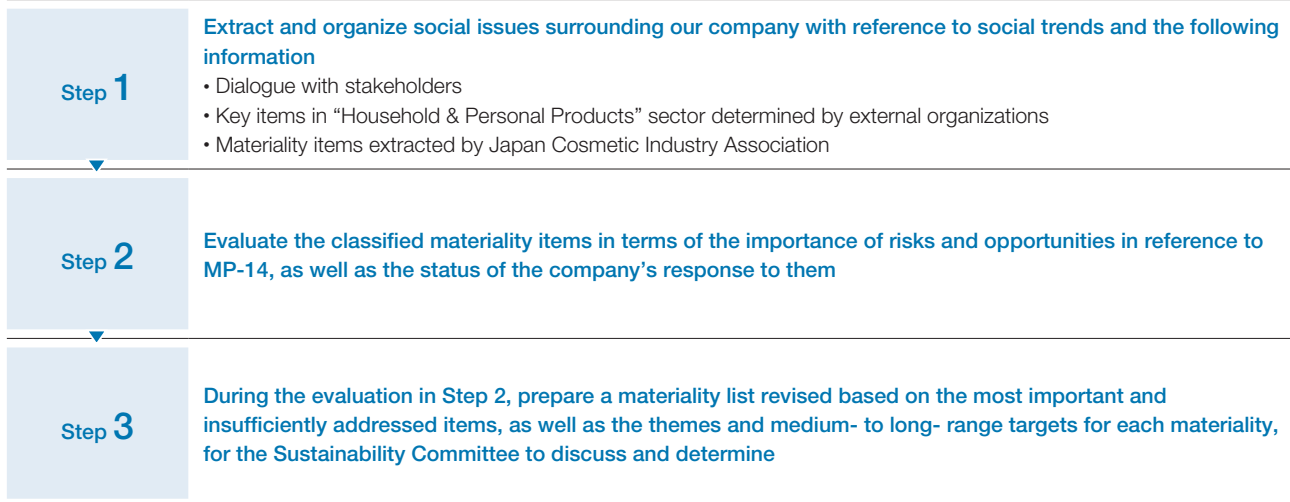 Step 1
Extract and organize social issues surrounding our company with reference to social trends and the following
information
• Dialogue with stakeholders
• Key items in “Household & Personal Products” sector determined by external organizations
• Materiality items extracted by Japan Cosmetic Industry Association
Step 2
Evaluate the classified materiality items in terms of the importance of risks and opportunities in reference to
MP-14, as well as the status of the company’s response to them
Step 3
During the evaluation in Step 2, prepare a materiality list revised based on the most important and
insufficiently addressed items, as well as the themes and medium- to long- range targets for each materiality,
for the Sustainability Committee to discuss and determine